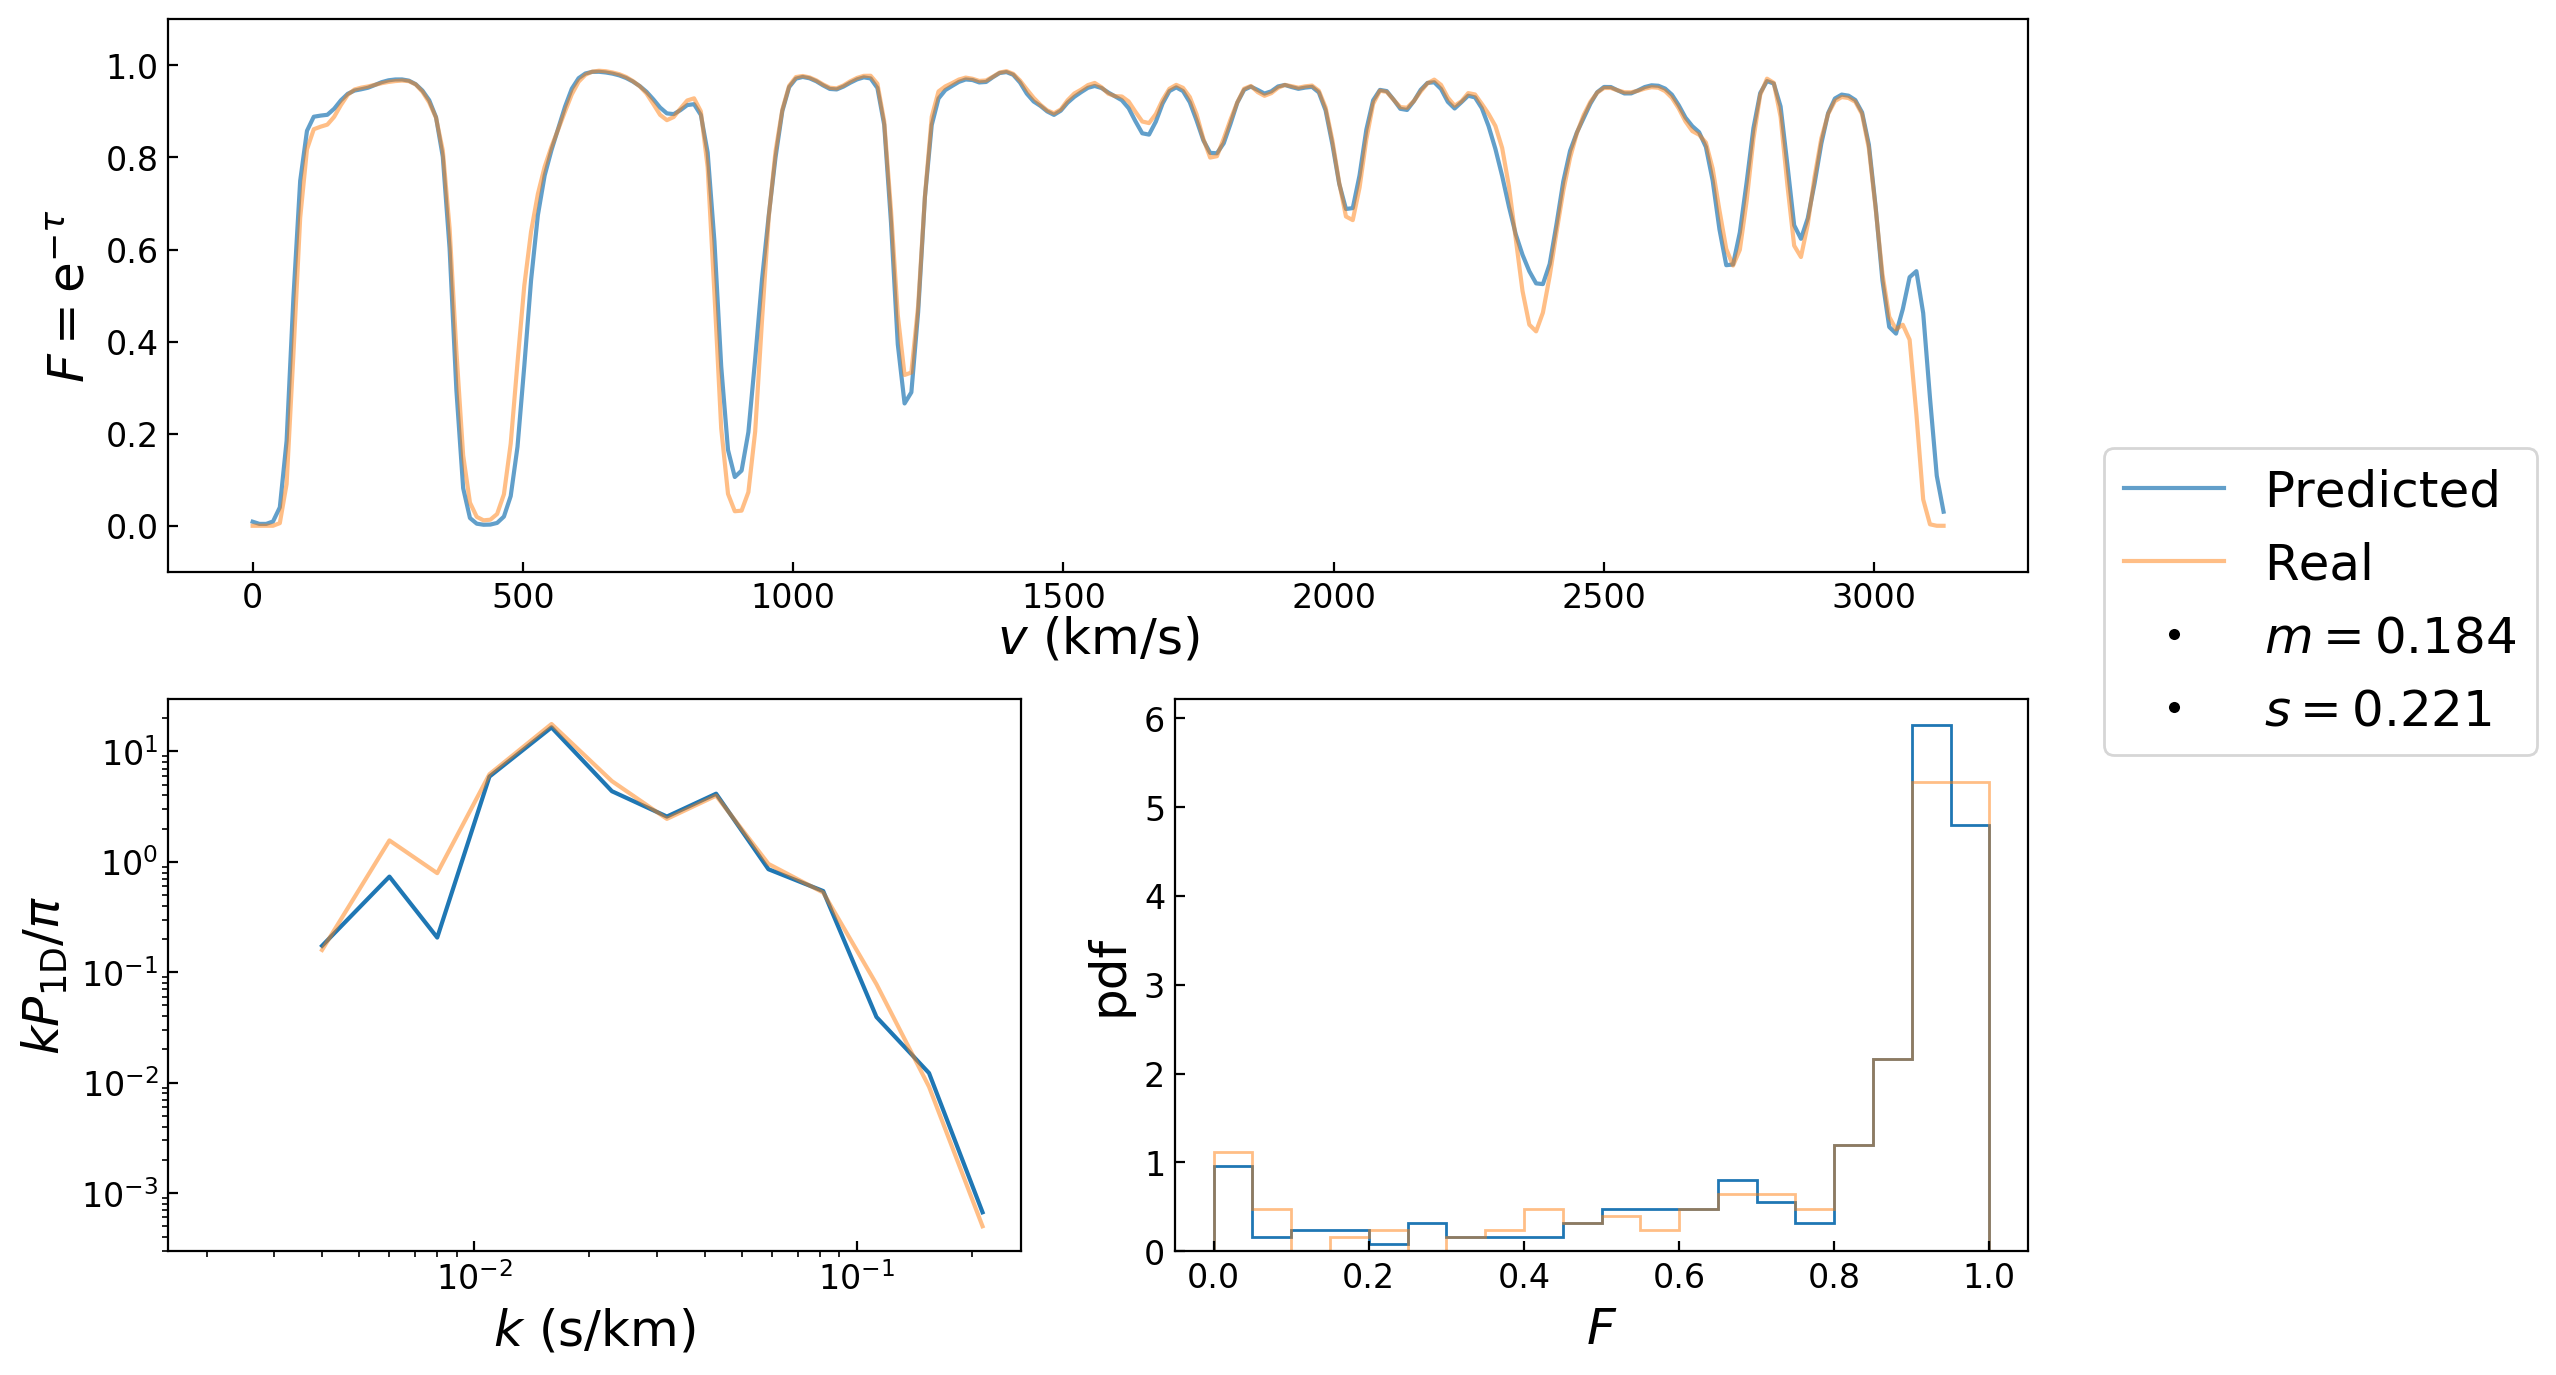 1.0
0.8
0.6
0.4
0.2
0.0
F = e^{-τ}
0 500 1000 1500 2000 2500 3000
v (km/s)
Predicted
Real
m = 0.184
s = 0.221
10^1
10^0
10^{-1}
10^{-2}
10^{-3}
kP_{1D}/π
10^{-2} 10^{-1}
k (s/km)
6
5
4
3
2
1
0
pdf
0.0 0.2 0.4 0.6 0.8 1.0
F